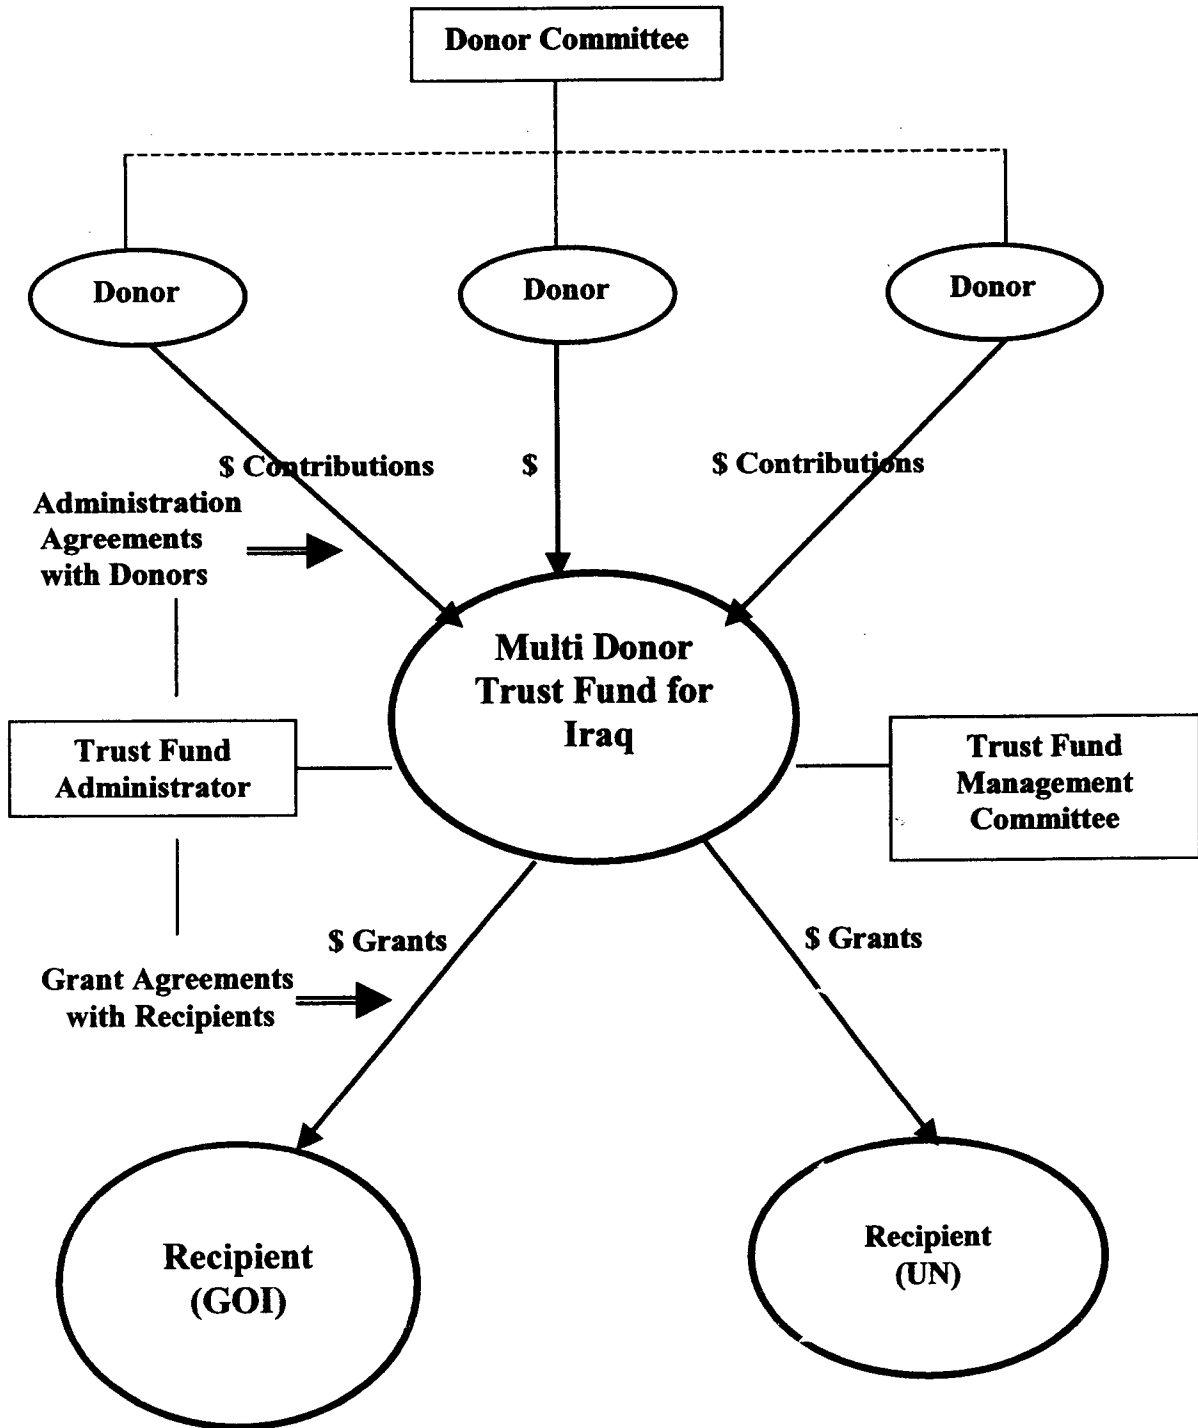 Donor Committee
Donor
Donor
Donor
$ Contributions
$
$ Contributions
Administration
Agreements
with Donors
Multi Donor
Trust Fund for
Iraq
Trust Fund
Administrator
Trust Fund
Management
Committee
$ Grants
$ Grants
Grant Agreements
with Recipients
Recipient
(GOI)
Recipient
(UN)